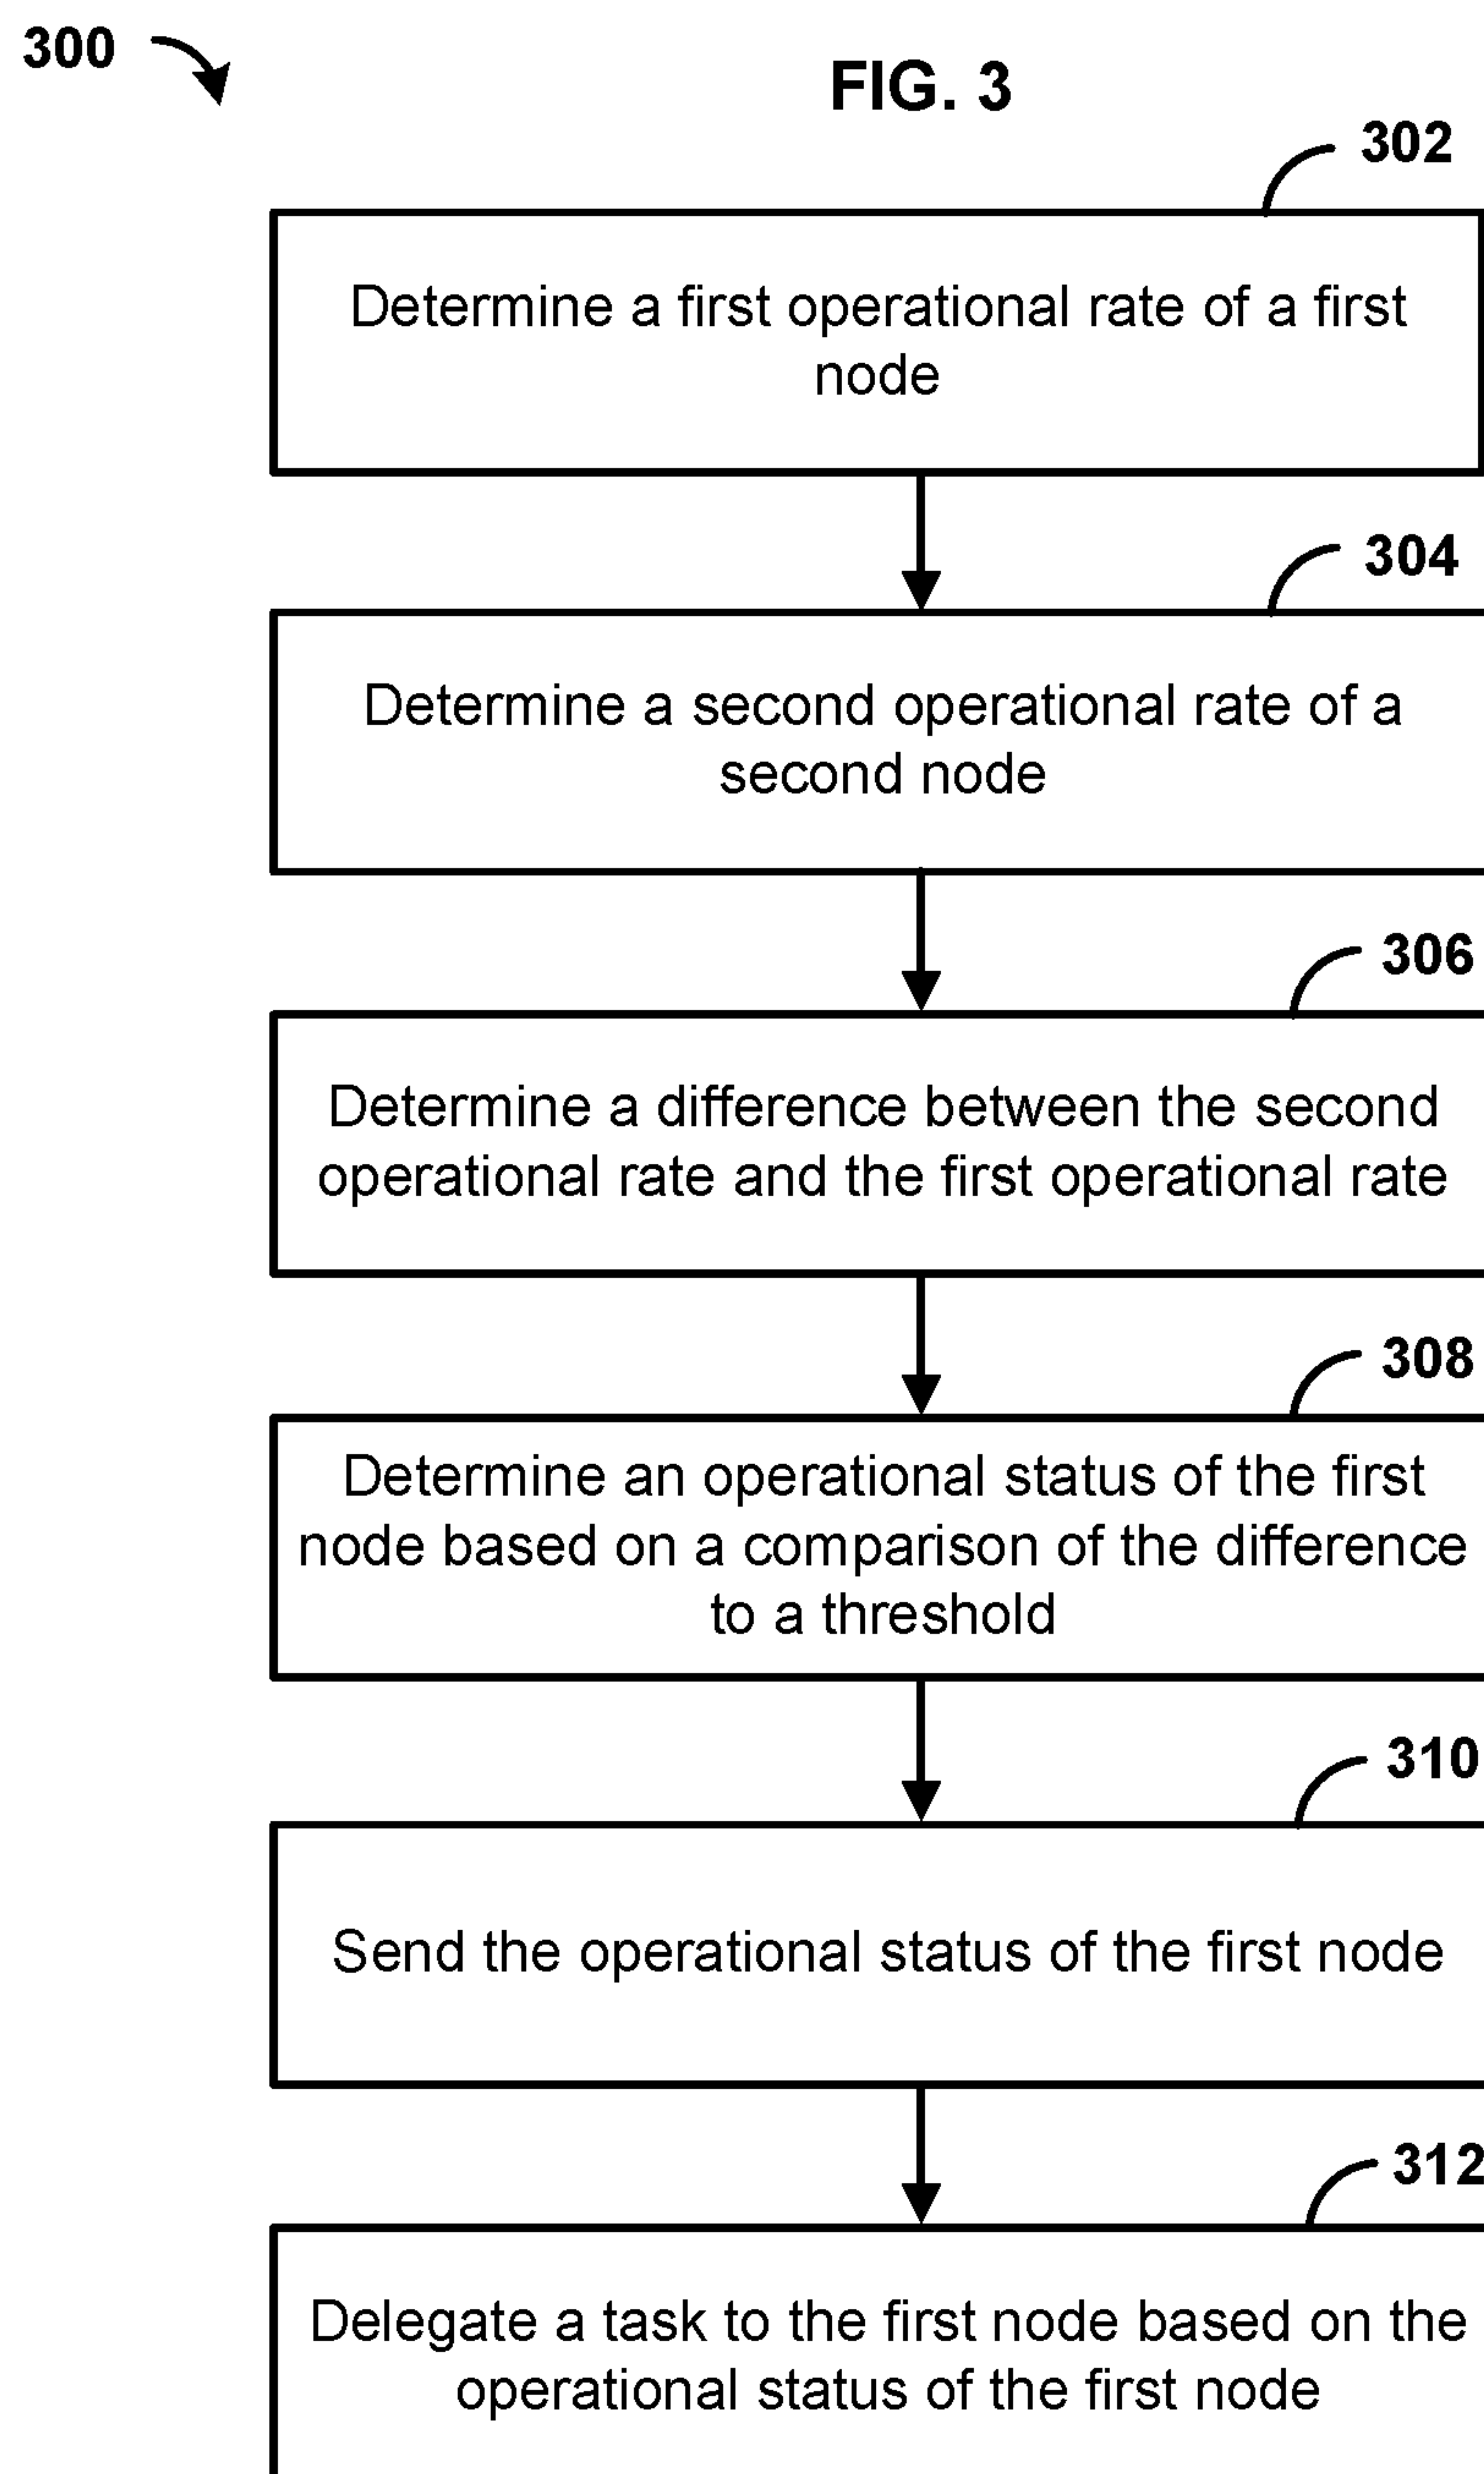 300
FIG. 3
302
Determine a first operational rate of a first
node
304
Determine a second operational rate of a
second node
306
Determine a difference between the second
operational rate and the first operational rate
308
Determine an operational status of the first
node based on a comparison of the difference
to a threshold
310
Send the operational status of the first node
312
Delegate a task to the first node based on the
operational status of the first node